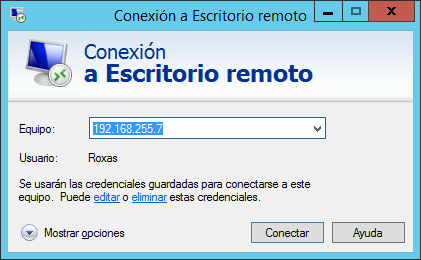 Conexión a Escritorio remoto
Conexión
a Escritorio remoto
Equipo: 192.168.255.7
Usuario: Roxas
Se usarán las credenciales guardadas para conectarse a este
equipo. Puede editar o eliminar estas credenciales.
Mostrar opciones Conectar Ayuda